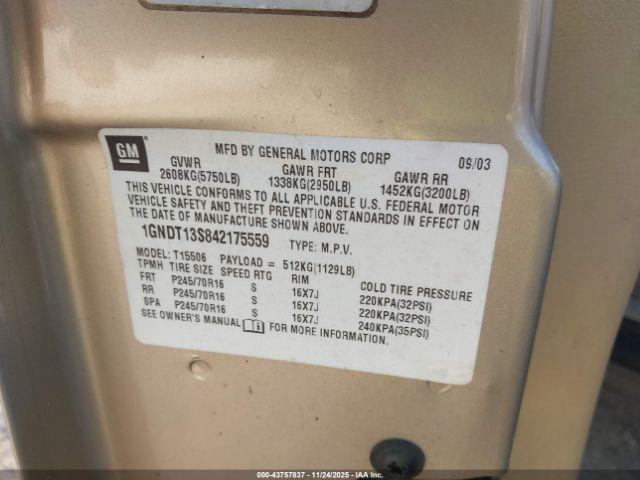 GM
MFD BY GENERAL MOTORS CORP 09/03
GVWR GAWR FRT GAWR RR
2608KG(5750LB) 1338KG(2950LB) 1452KG(3200LB)
THIS VEHICLE CONFORMS TO ALL APPLICABLE U.S. FEDERAL MOTOR
VEHICLE SAFETY AND THEFT PREVENTION STANDARDS IN EFFECT ON
THE DATE OF MANUFACTURE SHOWN ABOVE.
1GNDT13S842175559 TYPE: M.P.V.
MODEL: T15506 PAYLOAD = 512KG(1129LB)
TPMH TIRE SIZE SPEED RTG RIM COLD TIRE PRESSURE
FRT P245/70R16 S 16X7J 220KPA(32PSI)
RR P245/70R16 S 16X7J 220KPA(32PSI)
SPA P245/70R16 S 16X7J 240KPA(35PSI)
SEE OWNER'S MANUAL FOR MORE INFORMATION.
000-43757837 - 11/24/2025 - IAAI.com